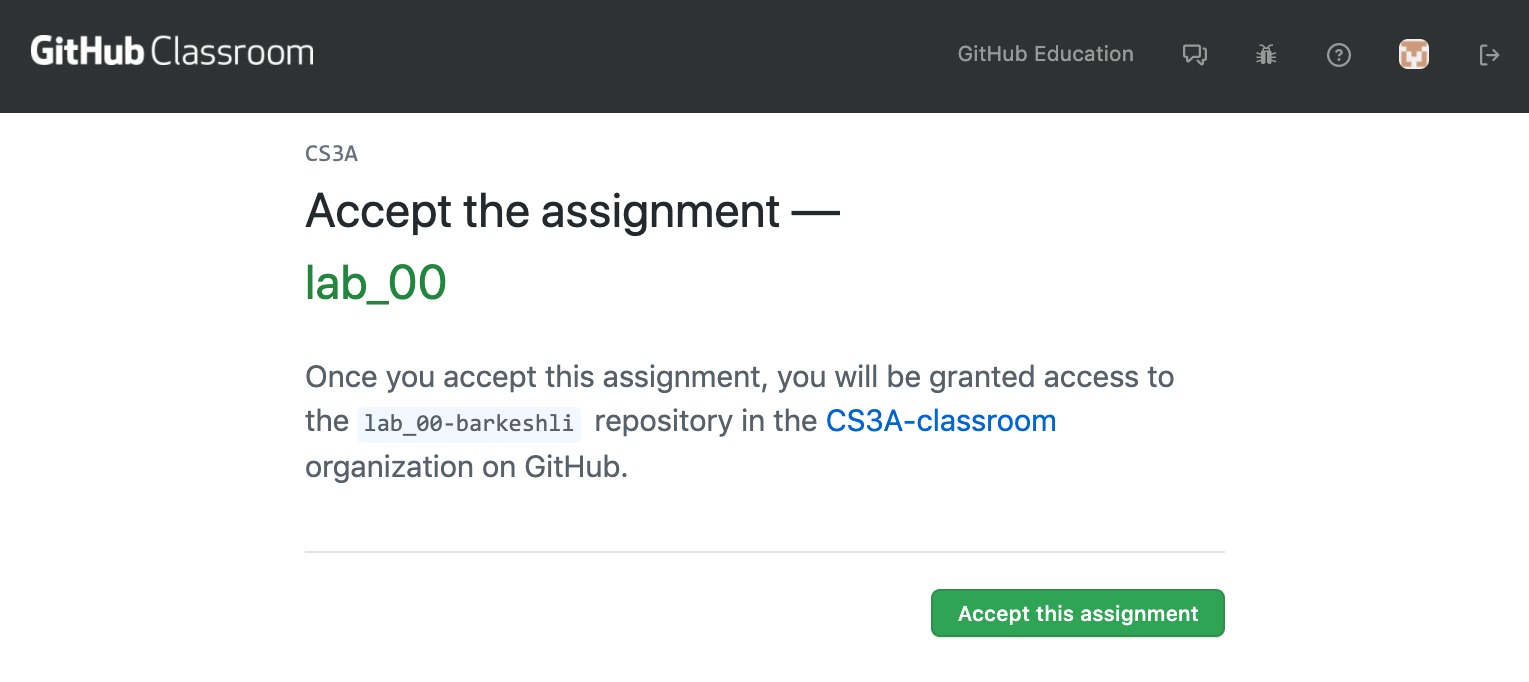 GitHub Classroom
GitHub Education
CS3A
Accept the assignment —
lab_00
Once you accept this assignment, you will be granted access to
the lab_00-barkeshli repository in the CS3A-classroom
organization on GitHub.
Accept this assignment